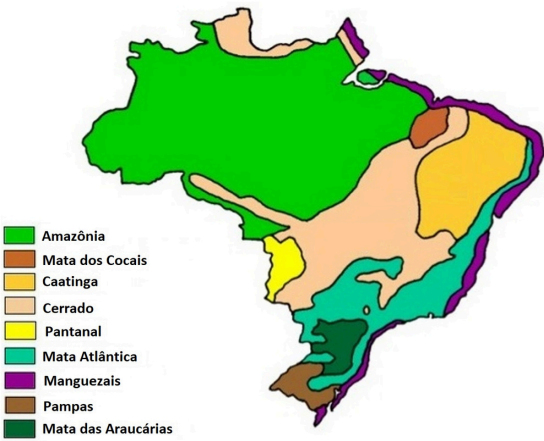 Amazônia
Mata dos Cocais
Caatinga
Cerrado
Pantanal
Mata Atlântica
Manguezais
Pampas
Mata das Araucárias